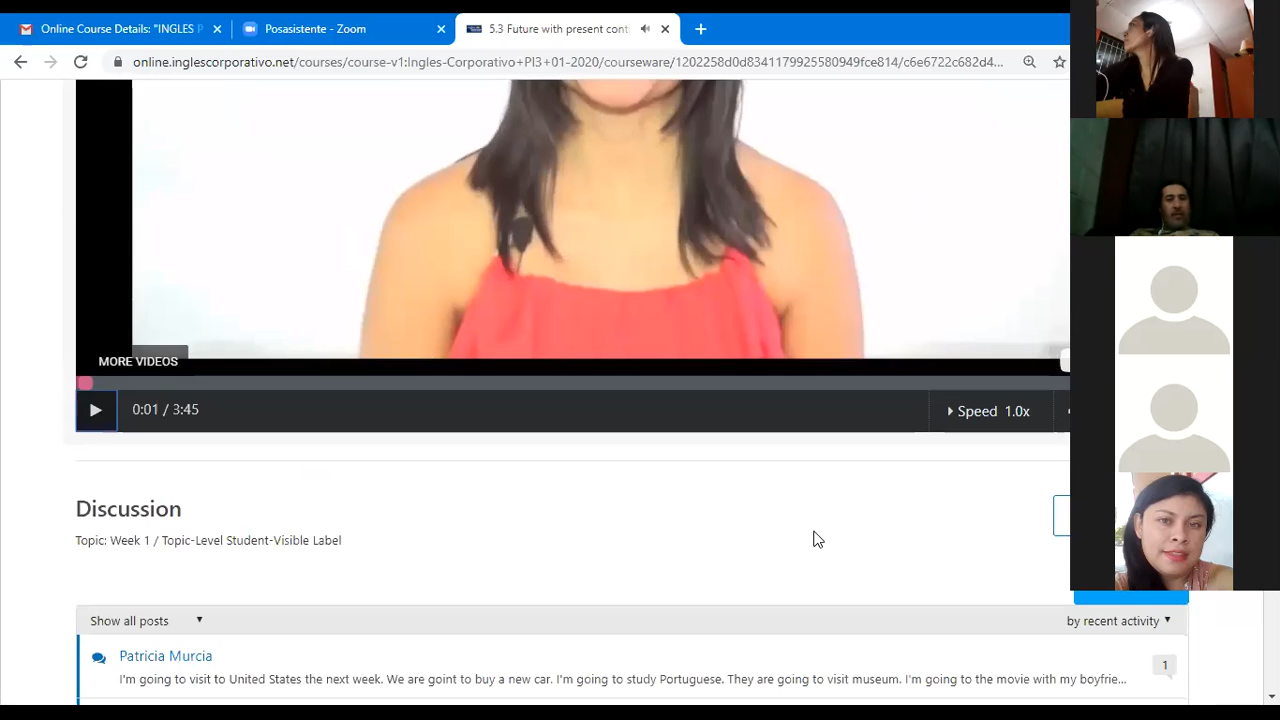 Online Course Details: "INGLES P
Posasistente - Zoom
5.3 Future with present conti
online.inglescorporativo.net/courses/course-v1:Ingles-Corporativo+PI3+01-2020/courseware/1202258d0d8341179925580949fce814/c6e6722c682d4...
MORE VIDEOS
0:01 / 3:45
Speed 1.0x
Discussion
Topic: Week 1 / Topic-Level Student-Visible Label
Show all posts
by recent activity
Patricia Murcia
1
I'm going to visit to United States the next week. We are goint to buy a new car. I'm going to study Portuguese. They are going to visit museum. I'm going to the movie with my boyfrie...